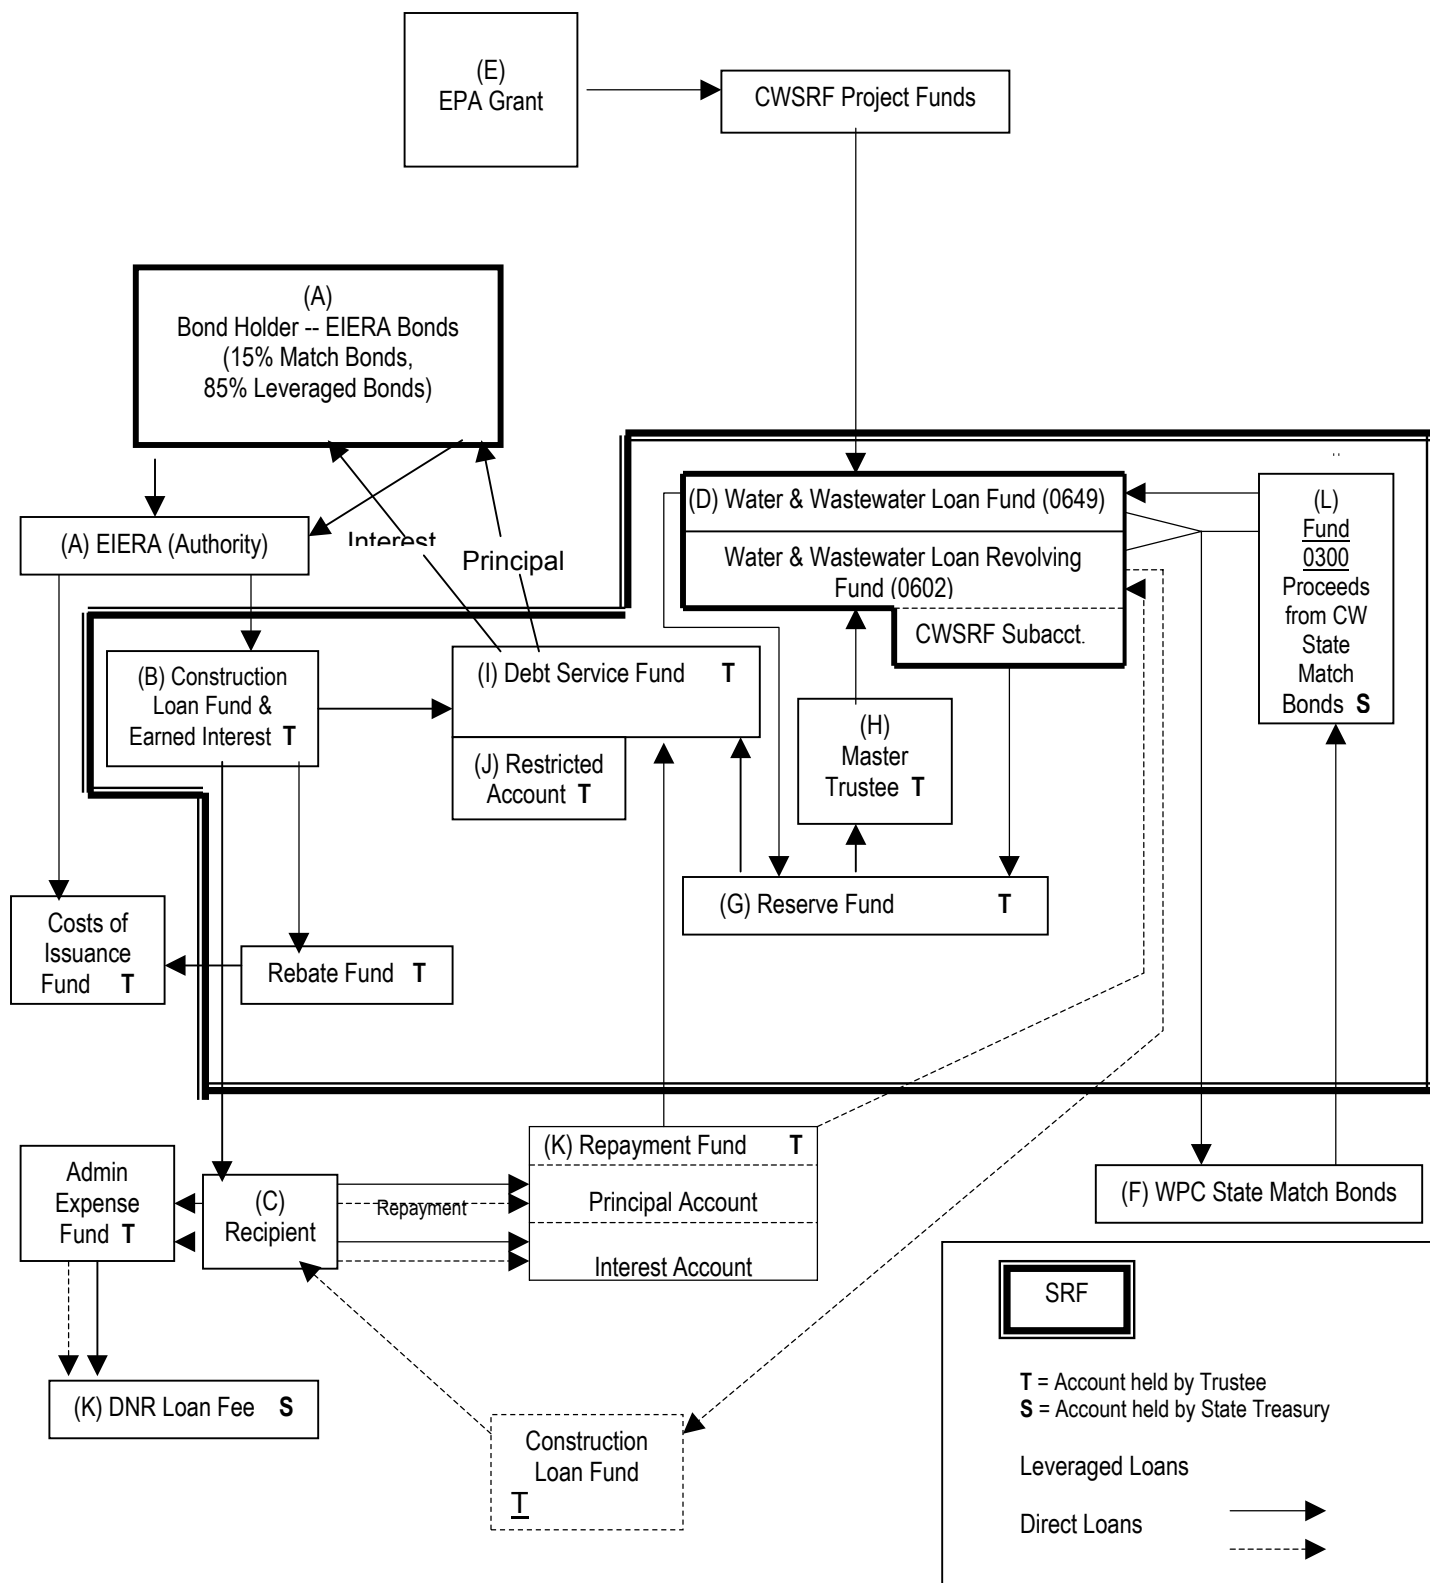 (E)
EPA Grant
CWSRF Project Funds
(A)
Bond Holder -- EIERA Bonds
(15% Match Bonds,
85% Leveraged Bonds)
(A) EIERA (Authority)
Interest
Principal
(D) Water & Wastewater Loan Fund (0649)
Water & Wastewater Loan Revolving
Fund (0602)
CWSRF Subacct.
(L)
Fund
0300
Proceeds
from CW
State
Match
Bonds S
(B) Construction
Loan Fund &
Earned Interest T
(I) Debt Service Fund T
(J) Restricted
Account T
(H)
Master
Trustee T
(G) Reserve Fund T
Costs of
Issuance
Fund T
Rebate Fund T
Admin
Expense
Fund T
(C)
Recipient
Repayment
(K) Repayment Fund T
Principal Account
Interest Account
(F) WPC State Match Bonds
(K) DNR Loan Fee S
Construction
Loan Fund
T
SRF
T = Account held by Trustee
S = Account held by State Treasury
Leveraged Loans
Direct Loans